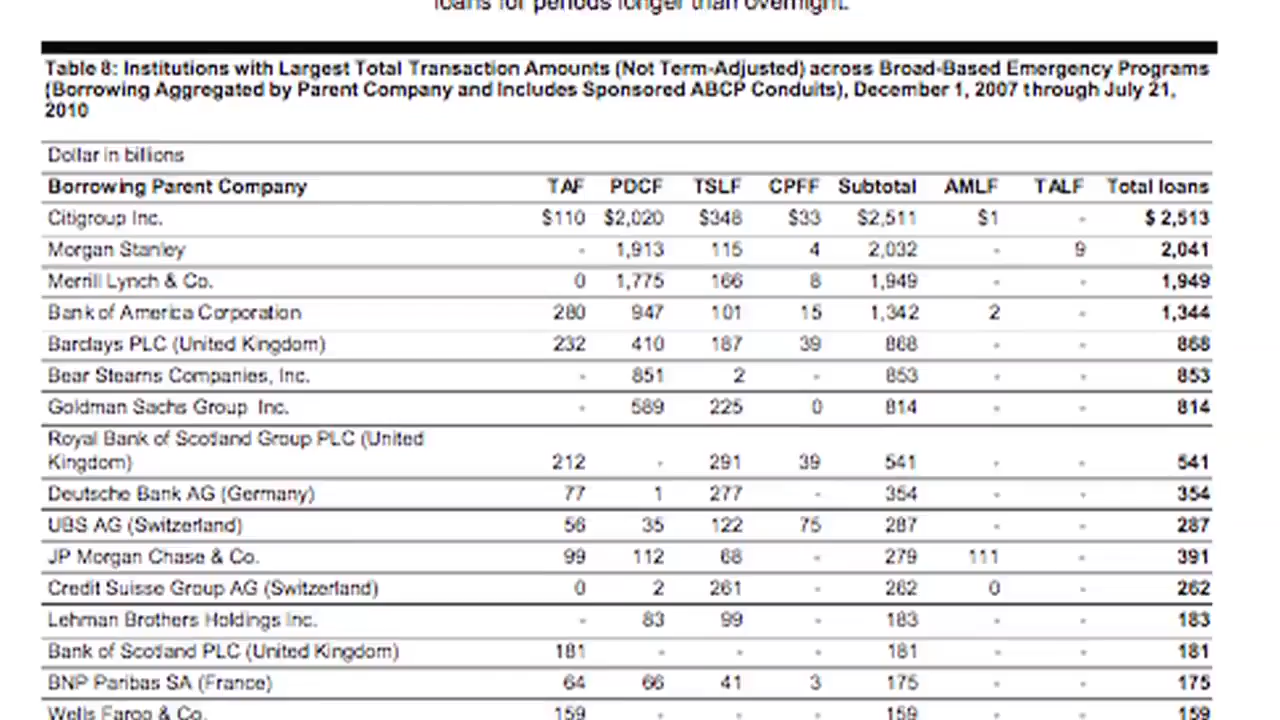 loans for periods longer than overnight.
Table 8: Institutions with Largest Total Transaction Amounts (Not Term-Adjusted) across Broad-Based Emergency Programs
(Borrowing Aggregated by Parent Company and Includes Sponsored ABCP Conduits), December 1, 2007 through July 21,
2010
Dollar in billions
Borrowing Parent Company TAF PDCF TSLF CPFF Subtotal AMLF TALF Total loans
Citigroup Inc. $110 $2,020 $348 $33 $2,511 $1 - $ 2,513
Morgan Stanley - 1,913 115 4 2,032 - 9 2,041
Merrill Lynch & Co. 0 1,775 166 8 1,949 - - 1,949
Bank of America Corporation 280 947 101 15 1,342 2 - 1,344
Barclays PLC (United Kingdom) 232 410 187 39 868 - - 868
Bear Stearns Companies, Inc. - 851 2 - 853 - - 853
Goldman Sachs Group Inc. - 589 225 0 814 - - 814
Royal Bank of Scotland Group PLC (United
Kingdom) 212 - 291 39 541 - - 541
Deutsche Bank AG (Germany) 77 1 277 - 354 - - 354
UBS AG (Switzerland) 56 35 122 75 287 - - 287
JP Morgan Chase & Co. 99 112 68 - 279 111 - 391
Credit Suisse Group AG (Switzerland) 0 2 261 - 262 0 - 262
Lehman Brothers Holdings Inc. - 83 99 - 183 - - 183
Bank of Scotland PLC (United Kingdom) 181 - - - 181 - - 181
BNP Paribas SA (France) 64 66 41 3 175 - - 175
Wells Fargo & Co. 159 - - - 159 - - 159